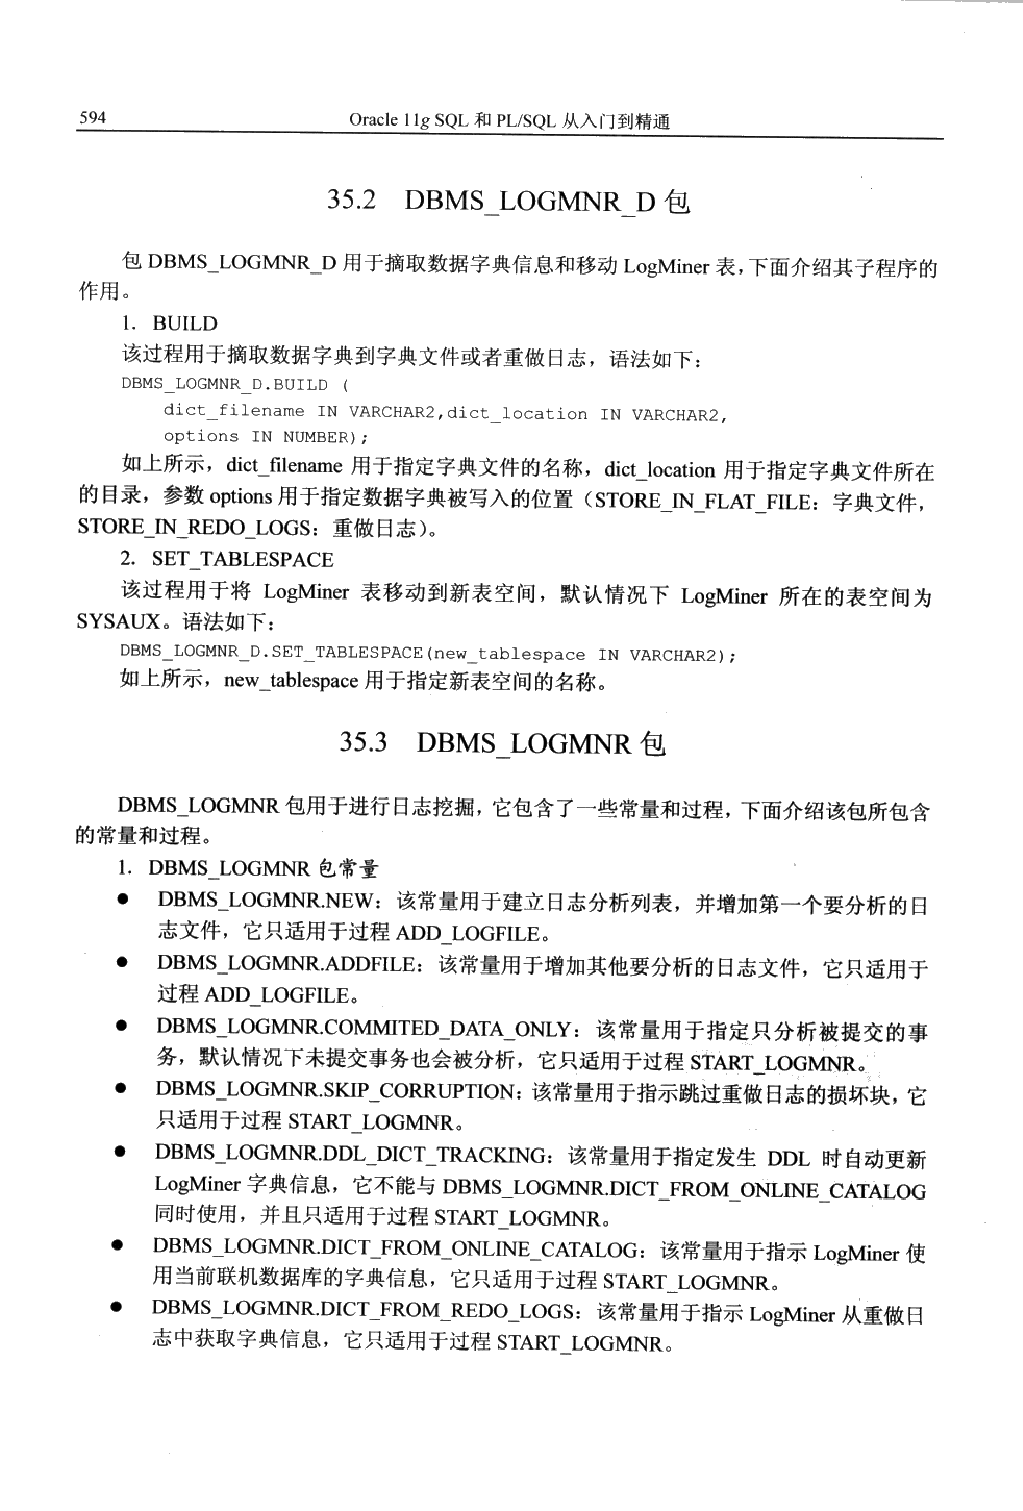 594
Oracle 11g SQL 和 PL/SQL 从入门到精通
35.2 DBMS_LOGMNR_D 包
包 DBMS_LOGMNR_D 用于摘取数据字典信息和移动 LogMiner 表，下面介绍其子程序的
作用。
1．BUILD
该过程用于摘取数据字典到字典文件或者重做日志，语法如下：
DBMS_LOGMNR_D.BUILD (
dict_filename IN VARCHAR2,dict_location IN VARCHAR2,
options IN NUMBER);
如上所示，dict_filename 用于指定字典文件的名称，dict_location 用于指定字典文件所在
的目录，参数 options 用于指定数据字典被写入的位置（STORE_IN_FLAT_FILE：字典文件，
STORE_IN_REDO_LOGS：重做日志）。
2．SET_TABLESPACE
该过程用于将 LogMiner 表移动到新表空间，默认情况下 LogMiner 所在的表空间为
SYSAUX。语法如下：
DBMS_LOGMNR_D.SET_TABLESPACE(new_tablespace IN VARCHAR2);
如上所示，new_tablespace 用于指定新表空间的名称。
35.3 DBMS_LOGMNR 包
DBMS_LOGMNR 包用于进行日志挖掘，它包含了一些常量和过程，下面介绍该包所包含
的常量和过程。
1．DBMS_LOGMNR 包常量
● DBMS_LOGMNR.NEW：该常量用于建立日志分析列表，并增加第一个要分析的日
志文件，它只适用于过程 ADD_LOGFILE。
● DBMS_LOGMNR.ADDFILE：该常量用于增加其他要分析的日志文件，它只适用于
过程 ADD_LOGFILE。
● DBMS_LOGMNR.COMMITED_DATA_ONLY：该常量用于指定只分析被提交的事
务，默认情况下未提交事务也会被分析，它只适用于过程 START_LOGMNR。
● DBMS_LOGMNR.SKIP_CORRUPTION：该常量用于指示跳过重做日志的损坏块，它
只适用于过程 START_LOGMNR。
● DBMS_LOGMNR.DDL_DICT_TRACKING：该常量用于指定发生 DDL 时自动更新
LogMiner 字典信息，它不能与 DBMS_LOGMNR.DICT_FROM_ONLINE_CATALOG
同时使用，并且只适用于过程 START_LOGMNR。
● DBMS_LOGMNR.DICT_FROM_ONLINE_CATALOG：该常量用于指示 LogMiner 使
用当前联机数据库的字典信息，它只适用于过程 START_LOGMNR。
● DBMS_LOGMNR.DICT_FROM_REDO_LOGS：该常量用于指示 LogMiner 从重做日
志中获取字典信息，它只适用于过程 START_LOGMNR。